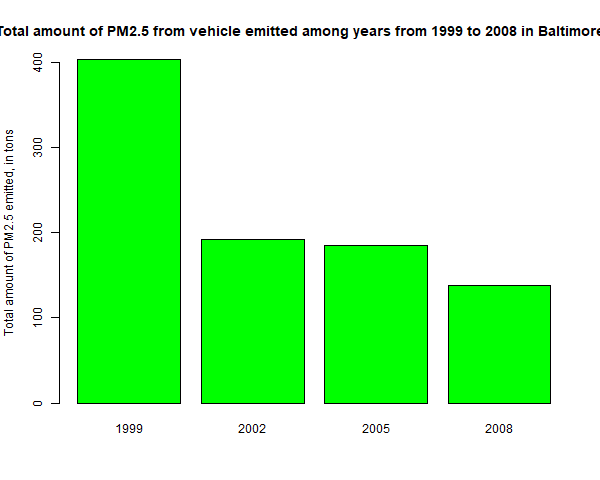 Total amount of PM2.5 from vehicle emitted among years from 1999 to 2008 in Baltimore
Total amount of PM2.5 emitted, in tons
400
300
200
100
0
1999 2002 2005 2008